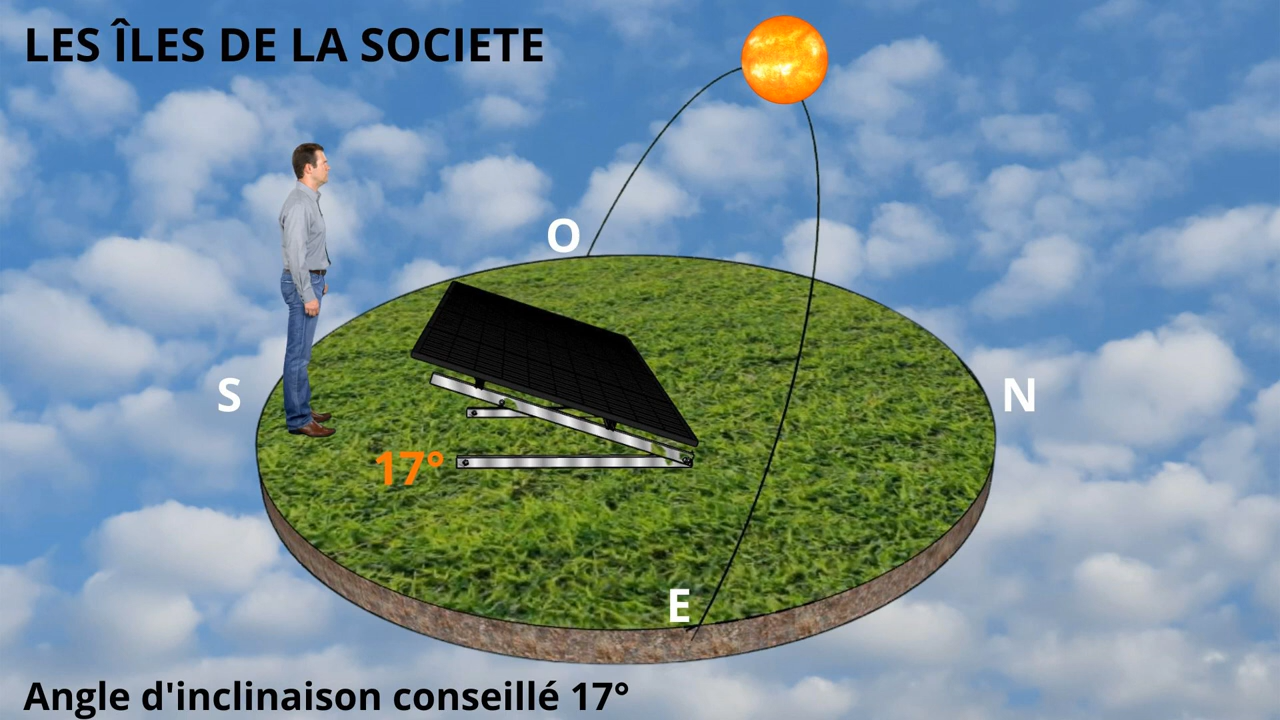 LES ÎLES DE LA SOCIETE
O
S
N
17°
E
Angle d'inclinaison conseillé 17°